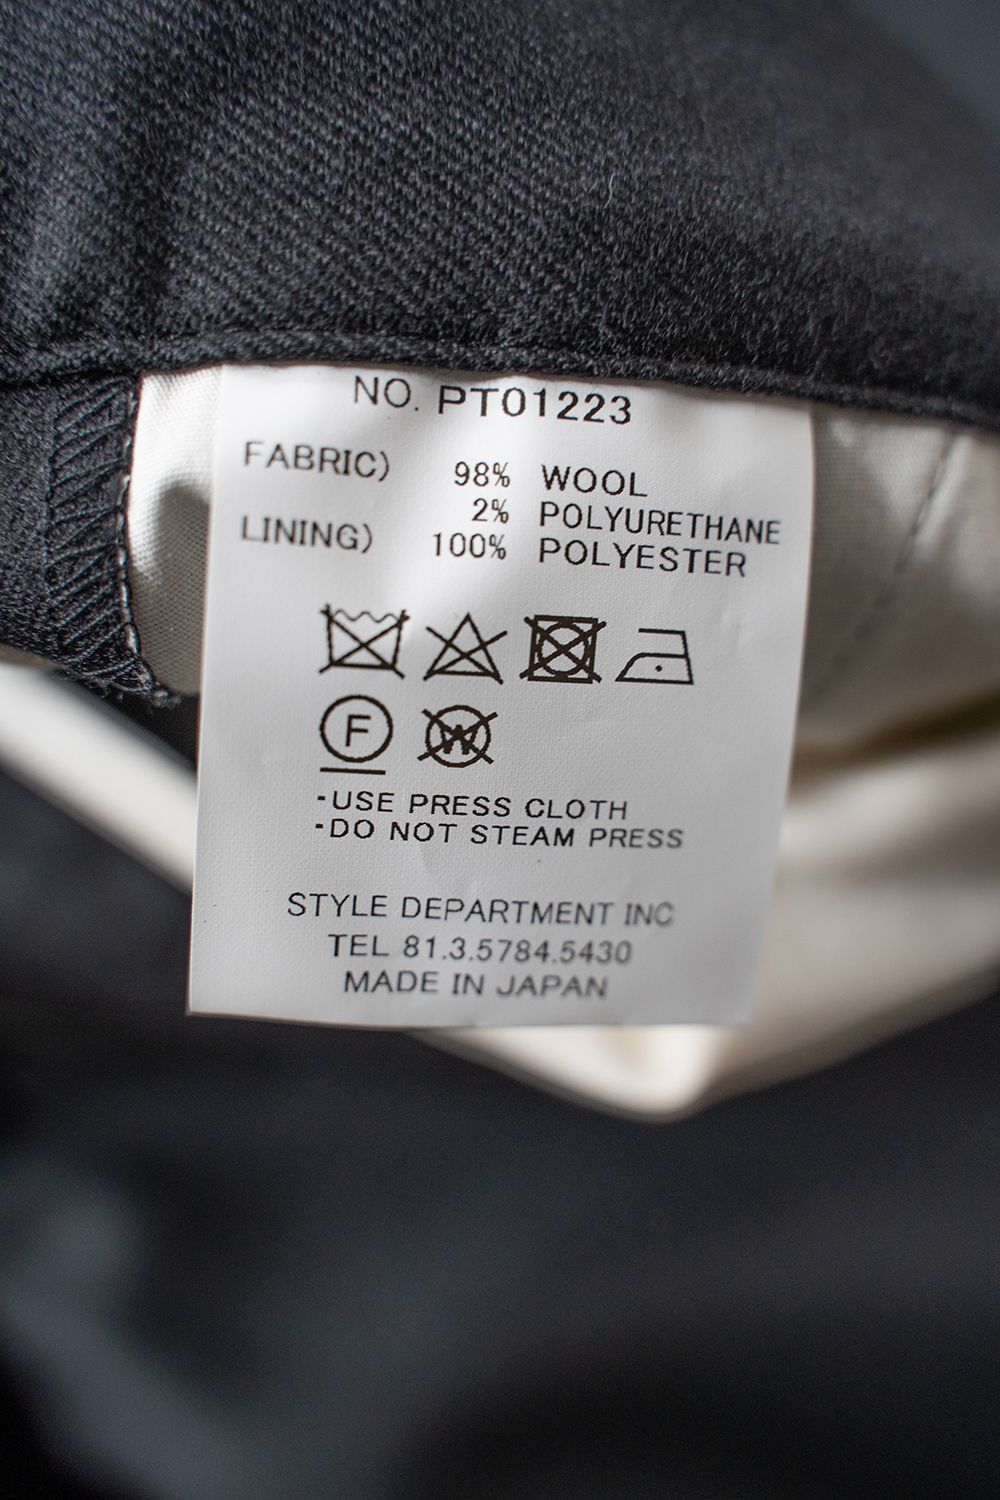 NO. PT01223
FABRIC) 98% WOOL
2% POLYURETHANE
LINING) 100% POLYESTER
F W
-USE PRESS CLOTH
-DO NOT STEAM PRESS
STYLE DEPARTMENT INC
TEL 81.3.5784.5430
MADE IN JAPAN